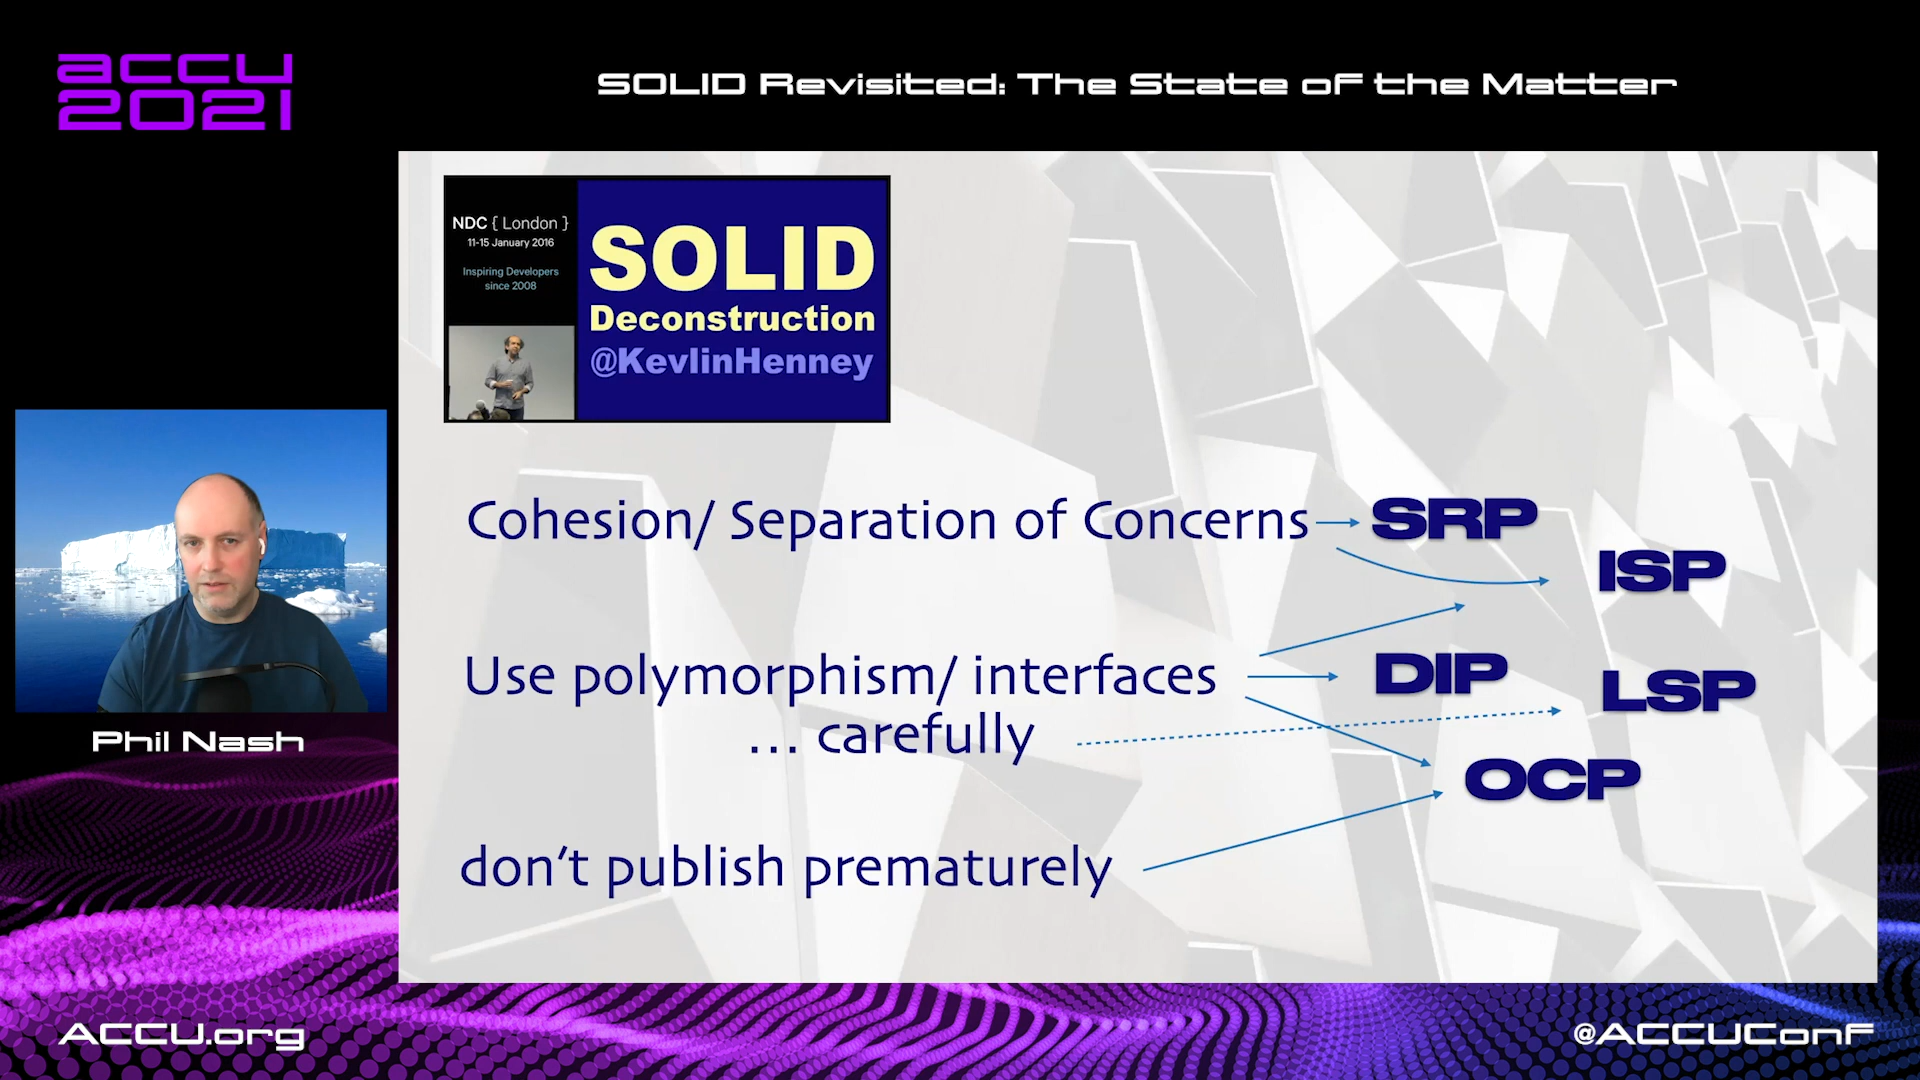 accu
2021
SOLID Revisited: The State of the Matter
NDC { London }
11-15 January 2016
Inspiring Developers
since 2008
SOLID
Deconstruction
@KevlinHenney
Cohesion/ Separation of Concerns
SRP
ISP
Use polymorphism/ interfaces
DIP
LSP
... carefully
OCP
don't publish prematurely
Phil Nash
ACCU.org
@ACCUConf